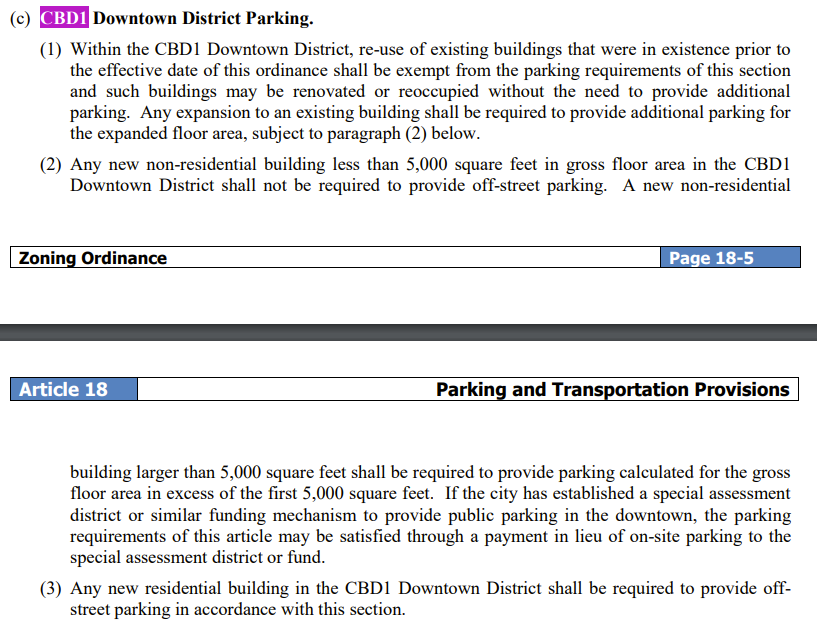 (c) CBD1 Downtown District Parking.
(1) Within the CBD1 Downtown District, re-use of existing buildings that were in existence prior to
the effective date of this ordinance shall be exempt from the parking requirements of this section
and such buildings may be renovated or reoccupied without the need to provide additional
parking. Any expansion to an existing building shall be required to provide additional parking for
the expanded floor area, subject to paragraph (2) below.
(2) Any new non-residential building less than 5,000 square feet in gross floor area in the CBD1
Downtown District shall not be required to provide off-street parking. A new non-residential
Zoning Ordinance Page 18-5
Article 18 Parking and Transportation Provisions
building larger than 5,000 square feet shall be required to provide parking calculated for the gross
floor area in excess of the first 5,000 square feet. If the city has established a special assessment
district or similar funding mechanism to provide public parking in the downtown, the parking
requirements of this article may be satisfied through a payment in lieu of on-site parking to the
special assessment district or fund.
(3) Any new residential building in the CBD1 Downtown District shall be required to provide off-
street parking in accordance with this section.